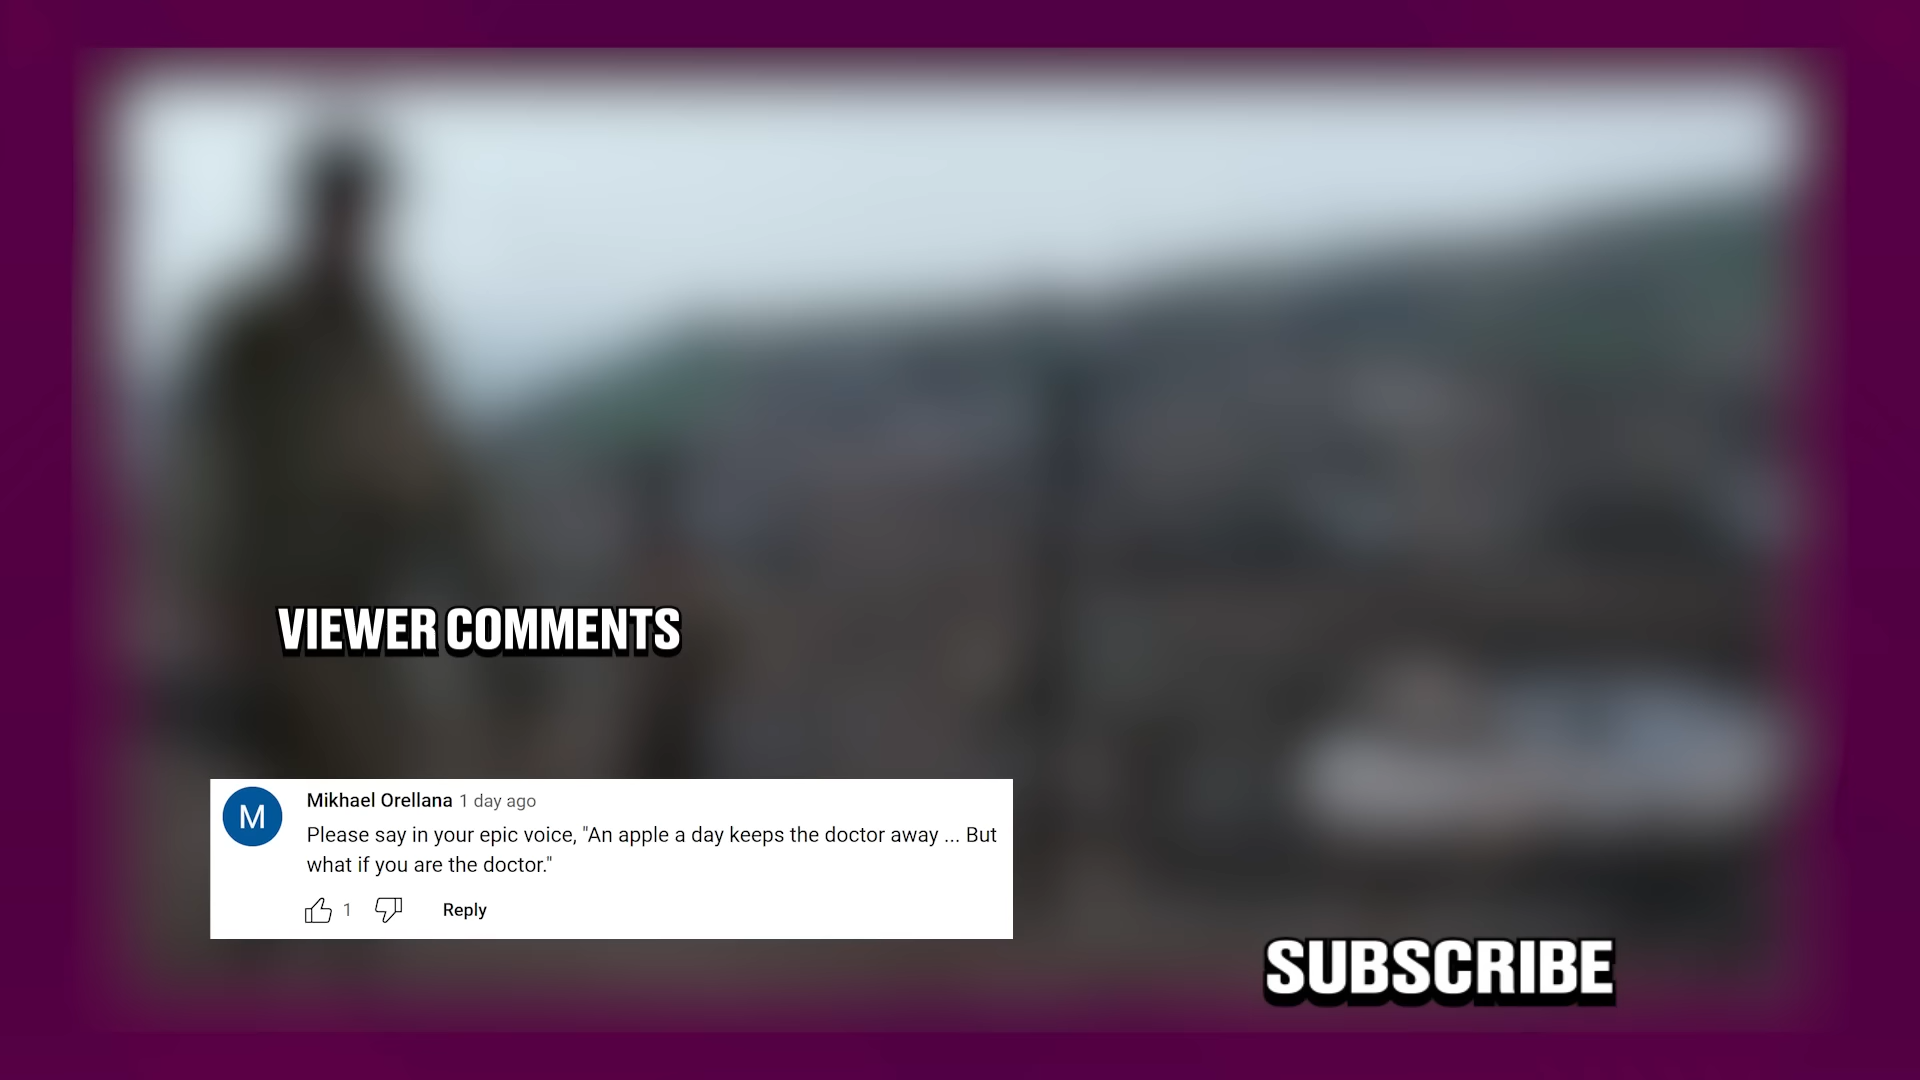 VIEWER COMMENTS
M
Mikhael Orellana 1 day ago
Please say in your epic voice, "An apple a day keeps the doctor away ... But
what if you are the doctor."
1 Reply
SUBSCRIBE